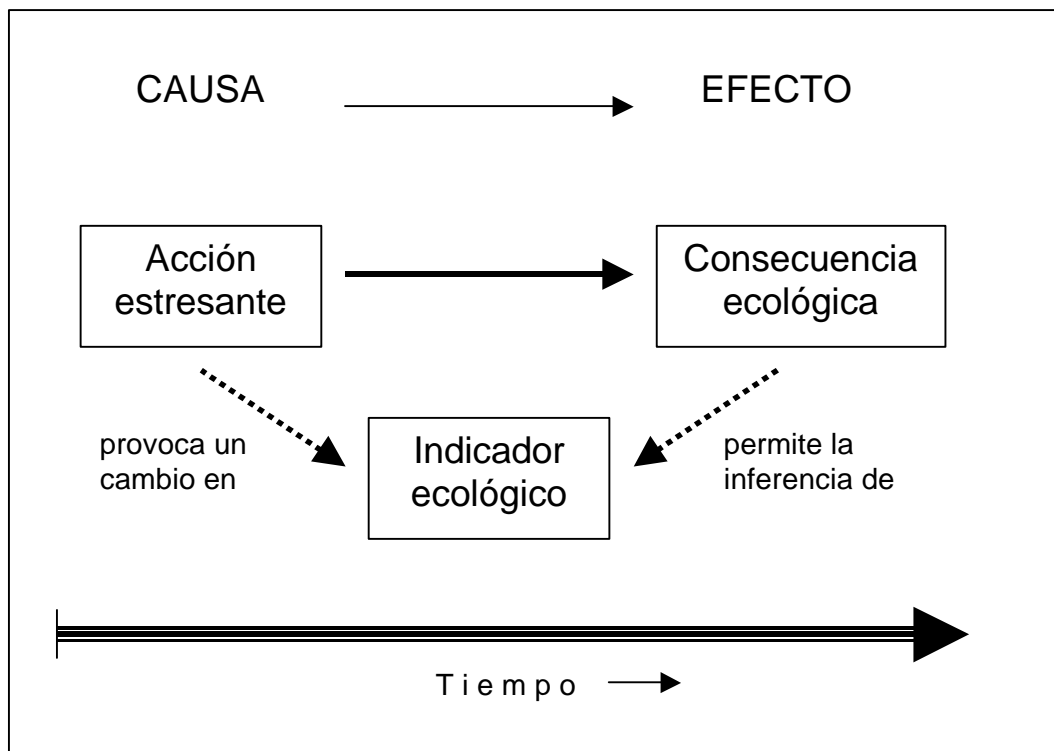 CAUSA
EFECTO
Acción
estresante
Consecuencia
ecológica
provoca un
cambio en
Indicador
ecológico
permite la
inferencia de
Tiempo